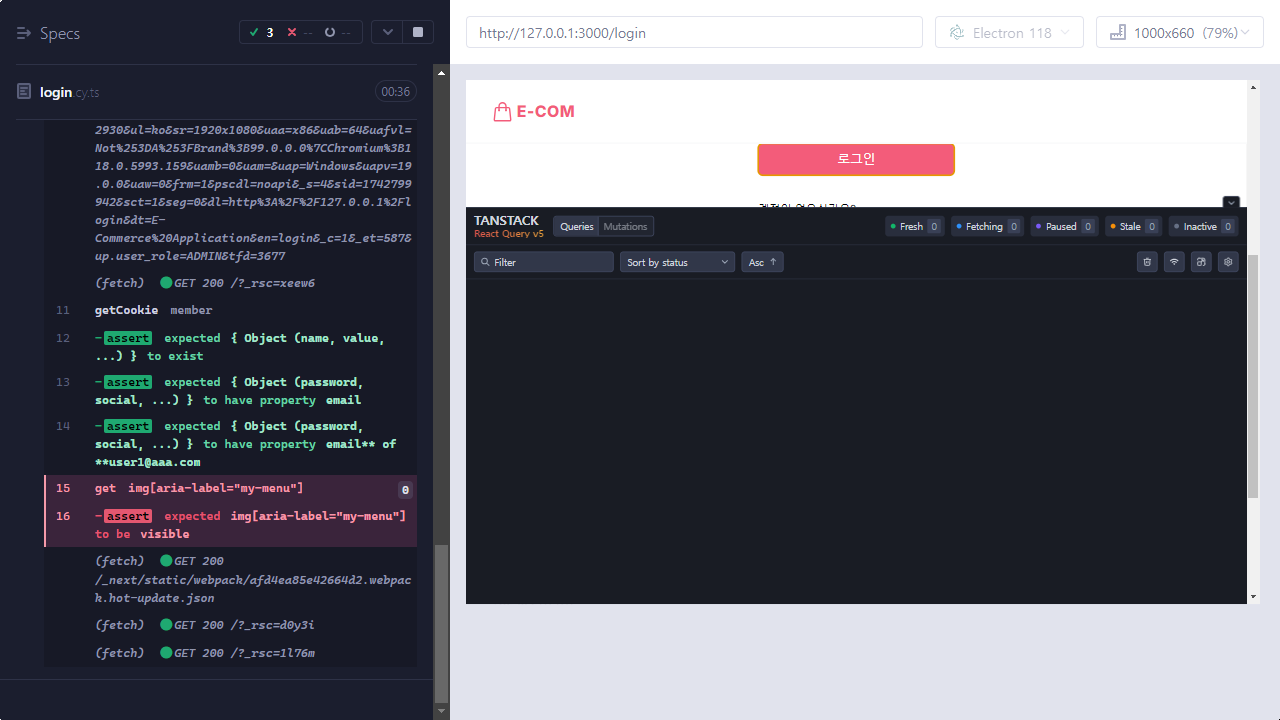 Specs
3
--
--
login.cy.ts
00:36
2930&ul=ko&sr=1920x1080&uaa=x86&uab=64&uafvl=
Not%253DA%253FBrand%3B99.0.0.0%7CChromium%3B1
18.0.5993.159&uamb=0&uam=&uap=Windows&uapv=19
.0.0&uaw=0&frm=1&pscdl=noapi&_s=4&sid=1742799
942&sct=1&seg=0&dl=http%3A%2F%2F127.0.0.1%2Fl
ogin&dt=E-
Commerce%20Application&en=login&_c=1&_et=587&
up.user_role=ADMIN&tfd=3677
(fetch) GET 200 /?_rsc=xeew6
11 getCookie member
12 -assert expected { Object (name, value,
...) } to exist
13 -assert expected { Object (password,
social, ...) } to have property email
14 -assert expected { Object (password,
social, ...) } to have property email** of
**user1@aaa.com
15 get img[aria-label="my-menu"] 0
16 -assert expected img[aria-label="my-menu"]
to be visible
(fetch) GET 200
/_next/static/webpack/afd4ea85e42664d2.webpac
k.hot-update.json
(fetch) GET 200 /?_rsc=d0y3i
(fetch) GET 200 /?_rsc=1l76m
http://127.0.0.1:3000/login
Electron 118
1000x660 (79%)
E-COM
로그인
TANSTACK
React Query v5
Queries Mutations
Fresh 0
Fetching 0
Paused 0
Stale 0
Inactive 0
Filter
Sort by status
Asc ↑